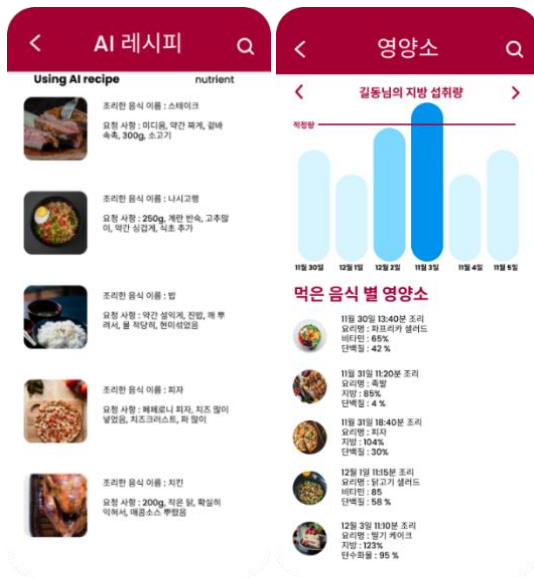 AI 레시피
Using AI recipe
nutrient
조리한 음식 이름 : 스테이크
요청 사항 : 미디움, 약간 짜게, 겉바
속촉, 300g, 소고기
조리한 음식 이름 : 나시고랭
요청 사항 : 250g, 계란 반숙, 고추많
이, 약간 싱겁게, 식초 추가
조리한 음식 이름 : 밥
요청 사항 : 약간 설익게, 진밥, 깨 뿌
려서, 물 적당히, 현미섞었음
조리한 음식 이름 : 피자
요청 사항 : 페페로니 피자, 치즈 많이
넣었음, 치즈크러스트, 파 많이
조리한 음식 이름 : 치킨
요청 사항 : 200g, 작은 닭, 확실히
익혀서, 매콤소스 뿌렸음
영양소
길동님의 지방 섭취량
적정량
11월 30일
12월 1일
12월 2일
11월 3일
11월 4일
11월 5일
먹은 음식 별 영양소
11월 30일 13:40분 조리
요리명 : 파프리카 샐러드
비타민 : 65%
단백질 : 42 %
11월 31일 11:20분 조리
요리명 : 족발
지방 : 85%
단백질 : 4 %
11월 31일 18:40분 조리
요리명 : 피자
지방 : 104%
단백질 : 30%
12월 1일 11:15분 조리
요리명 : 닭고기 샐러드
비타민 : 85
단백질 : 58 %
12월 3일 11:10분 조리
요리명 : 딸기 케이크
지방 : 123%
탄수화물 : 95 %